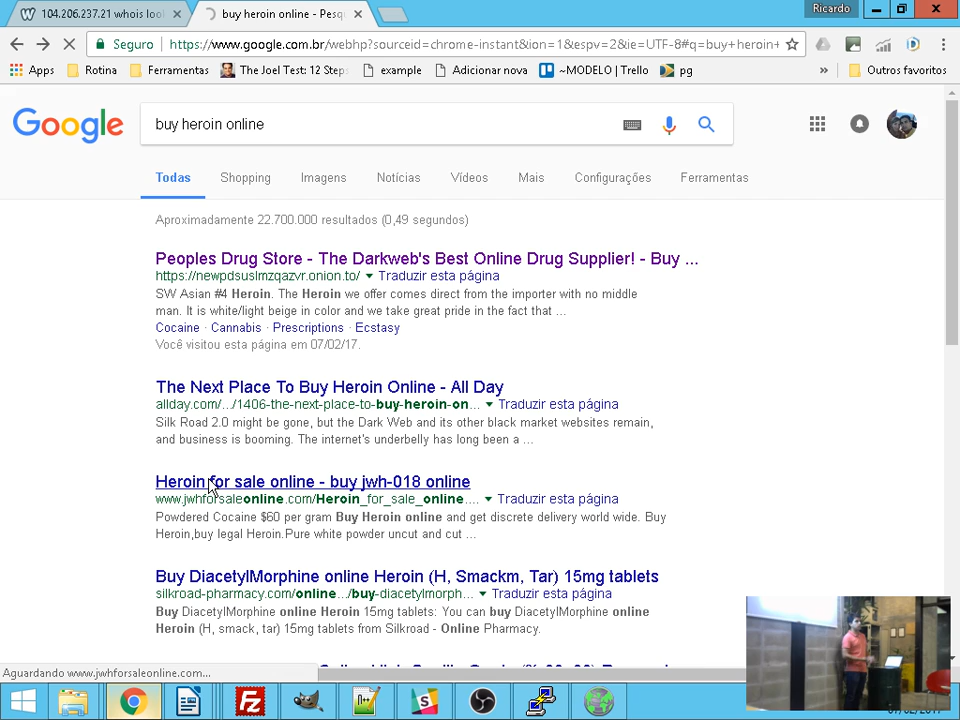 104.206.237.21 whois loo
buy heroin online - Pesq
Ricardo
Seguro
https://www.google.com.br/webhp?sourceid=chrome-instant&ion=1&espv=2&ie=UTF-8#q=buy+heroin+
Apps
Rotina
Ferramentas
The Joel Test: 12 Steps
example
Adicionar nova
~MODELO | Trello
pg
»
Outros favoritos
Google
buy heroin online
Todas
Shopping
Imagens
Notícias
Vídeos
Mais
Configurações
Ferramentas
Aproximadamente 22.700.000 resultados (0,49 segundos)
Peoples Drug Store - The Darkweb's Best Online Drug Supplier! - Buy ...
https://newpdsuslmzqazvr.onion.to/ Traduzir esta página
SW Asian #4 Heroin. The Heroin we offer comes direct from the importer with no middle
man. It is white/light beige in color and we take great pride in the fact that ...
Cocaine · Cannabis · Prescriptions · Ecstasy
Você visitou esta página em 07/02/17.
The Next Place To Buy Heroin Online - All Day
allday.com/.../1406-the-next-place-to-buy-heroin-on... Traduzir esta página
Silk Road 2.0 might be gone, but the Dark Web and its other black market websites remain,
and business is booming. The internet's underbelly has long been a ...
Heroin for sale online - buy jwh-018 online
www.jwhforsaleonline.com/Heroin_for_sale_online.... Traduzir esta página
Powdered Cocaine $60 per gram Buy Heroin online and get discrete delivery world wide. Buy
Heroin,buy legal Heroin.Pure white powder uncut and cut ...
Buy DiacetylMorphine online Heroin (H, Smackm, Tar) 15mg tablets
silkroad-pharmacy.com/online.../buy-diacetylmorph... Traduzir esta página
Buy DiacetylMorphine online Heroin 15mg tablets: You can buy DiacetylMorphine online
Heroin (H, smack, tar) 15mg tablets from Silkroad - Online Pharmacy.
Aguardando www.jwhforsaleonline.com...